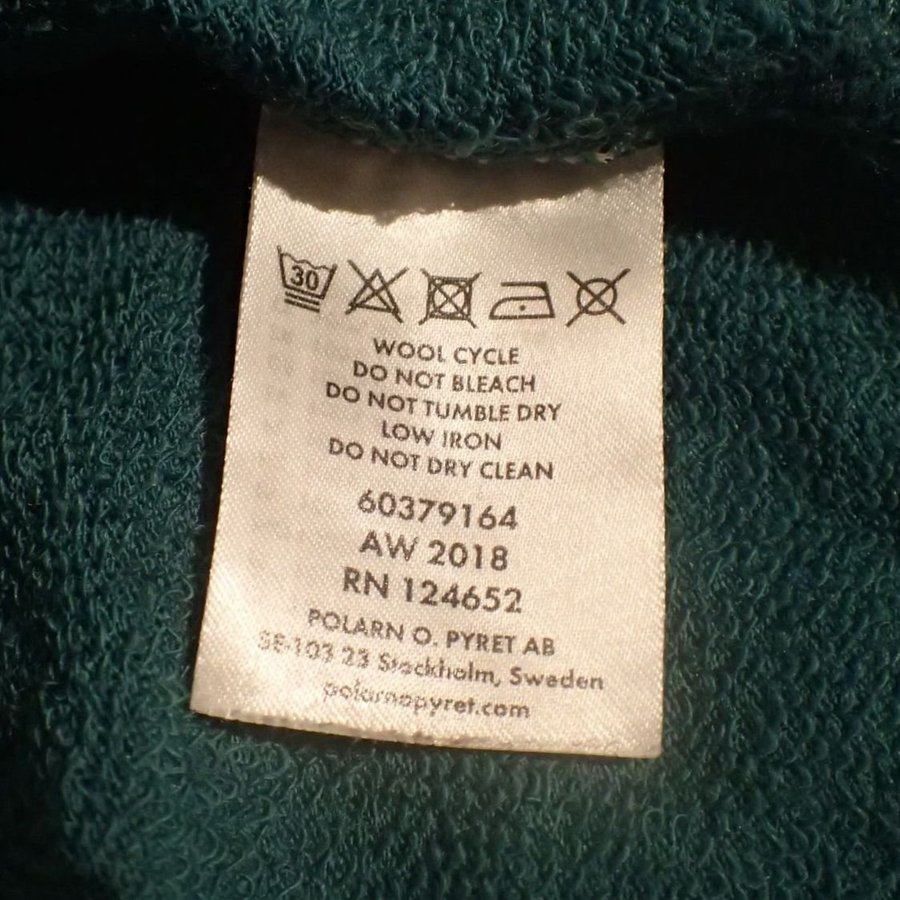 30
WOOL CYCLE
DO NOT BLEACH
DO NOT TUMBLE DRY
LOW IRON
DO NOT DRY CLEAN
60379164
AW 2018
RN 124652
POLARN O. PYRET AB
SE-103 23 Stockholm, Sweden
polarnopyret.com